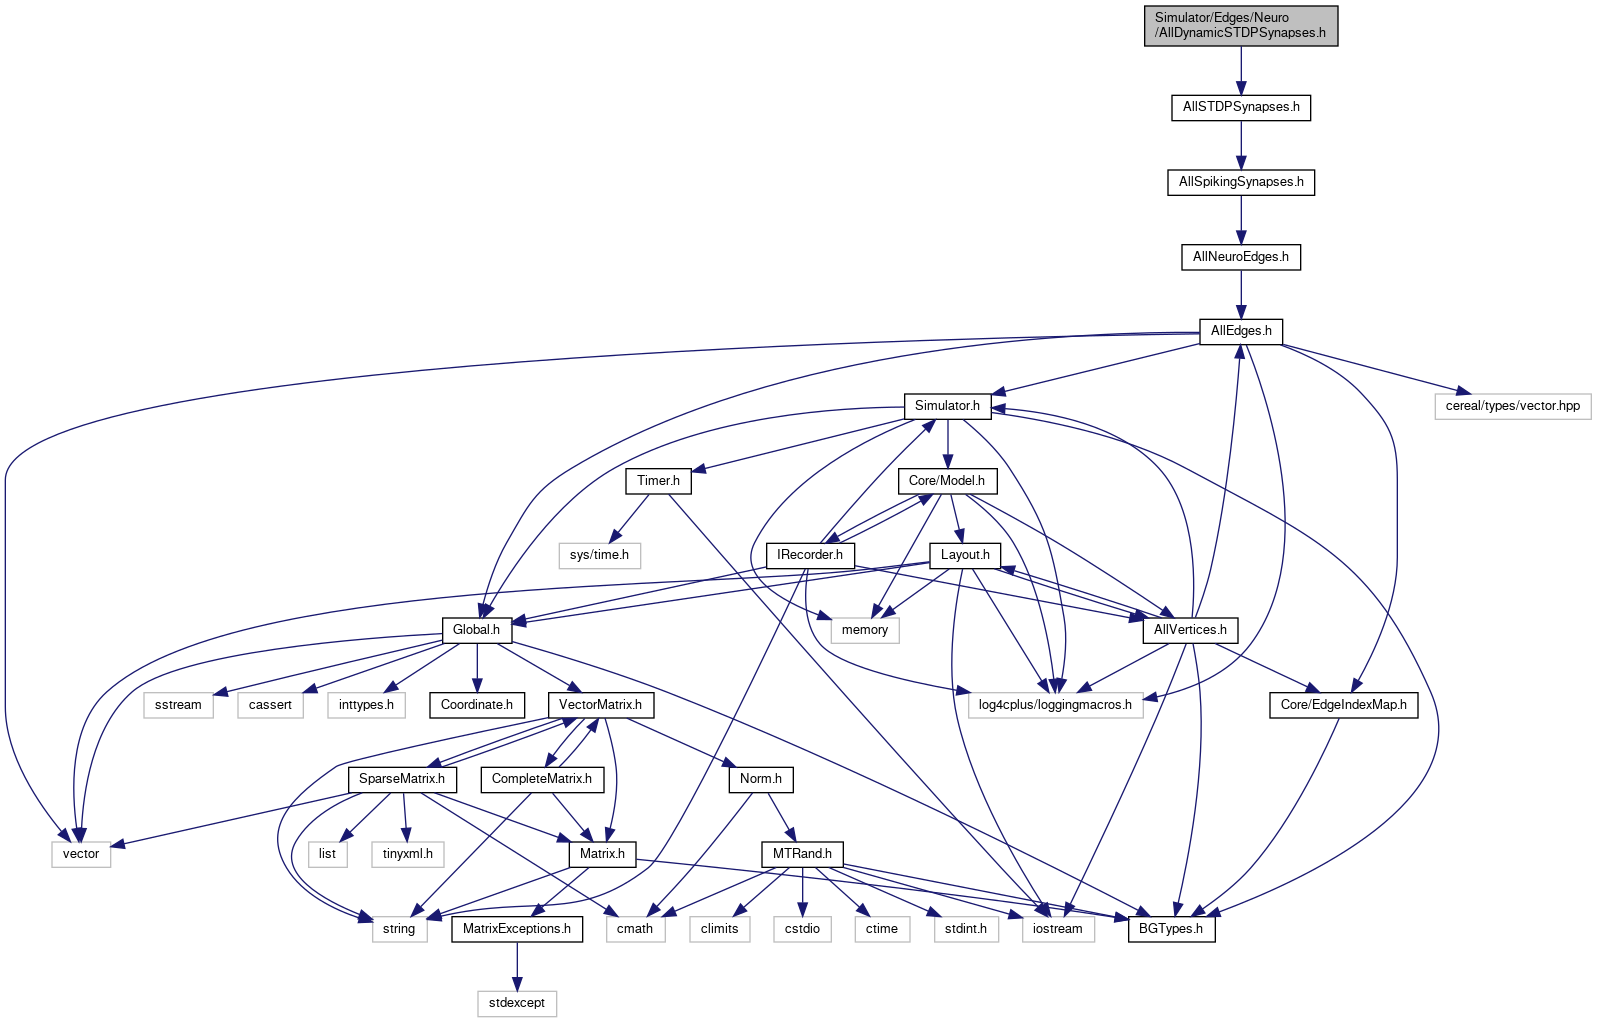 Simulator/Edges/Neuro
/AllDynamicSTDPSynapses.h
AllSTDPSynapses.h
AllSpikingSynapses.h
AllNeuroEdges.h
AllEdges.h
Simulator.h
cereal/types/vector.hpp
Timer.h
Core/Model.h
sys/time.h
IRecorder.h
Layout.h
Global.h
memory
AllVertices.h
sstream
cassert
inttypes.h
Coordinate.h
VectorMatrix.h
log4cplus/loggingmacros.h
Core/EdgeIndexMap.h
SparseMatrix.h
CompleteMatrix.h
Norm.h
vector
list
tinyxml.h
Matrix.h
MTRand.h
string
MatrixExceptions.h
cmath
climits
cstdio
ctime
stdint.h
iostream
BGTypes.h
stdexcept